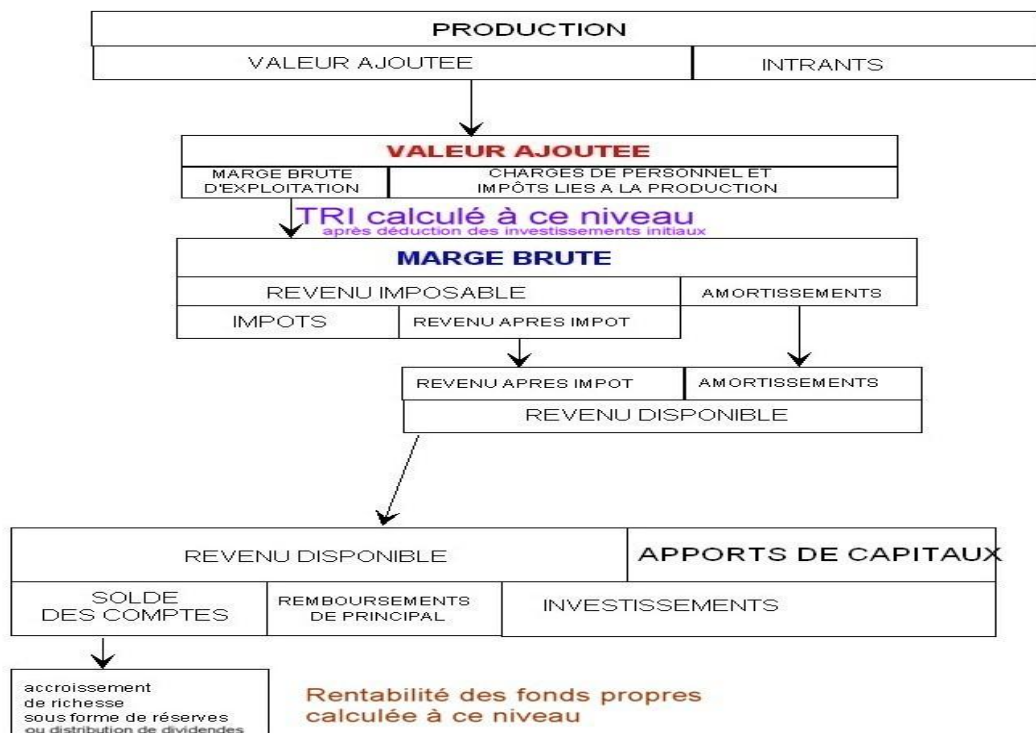 PRODUCTION
VALEUR AJOUTEE
INTRANTS
VALEUR AJOUTEE
MARGE BRUTE
D'EXPLOITATION
CHARGES DE PERSONNEL ET
IMPÔTS LIES A LA PRODUCTION
TRI calculé à ce niveau
après déduction des investissements initiaux
MARGE BRUTE
REVENU IMPOSABLE
AMORTISSEMENTS
IMPOTS
REVENU APRES IMPOT
REVENU APRES IMPOT
AMORTISSEMENTS
REVENU DISPONIBLE
REVENU DISPONIBLE
APPORTS DE CAPITAUX
SOLDE
DES COMPTES
REMBOURSEMENTS
DE PRINCIPAL
INVESTISSEMENTS
accroissement
de richesse
sous forme de réserves
ou distribution de dividendes
Rentabilité des fonds propres
calculée à ce niveau